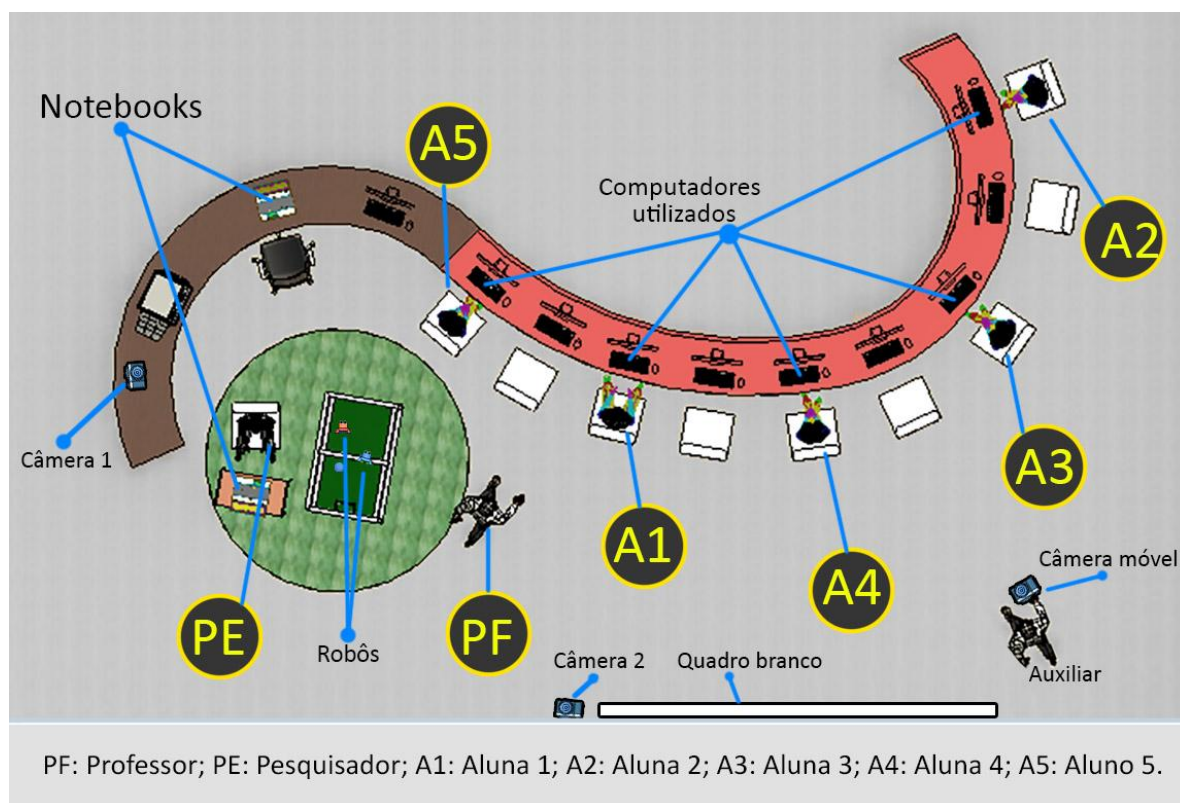 Notebooks
A5
Computadores
utilizados
A2
Câmera 1
A3
A1
Câmera móvel
A4
PE
PF
Robôs
Câmera 2
Quadro branco
Auxiliar
PF: Professor; PE: Pesquisador; A1: Aluna 1; A2: Aluna 2; A3: Aluna 3; A4: Aluna 4; A5: Aluno 5.